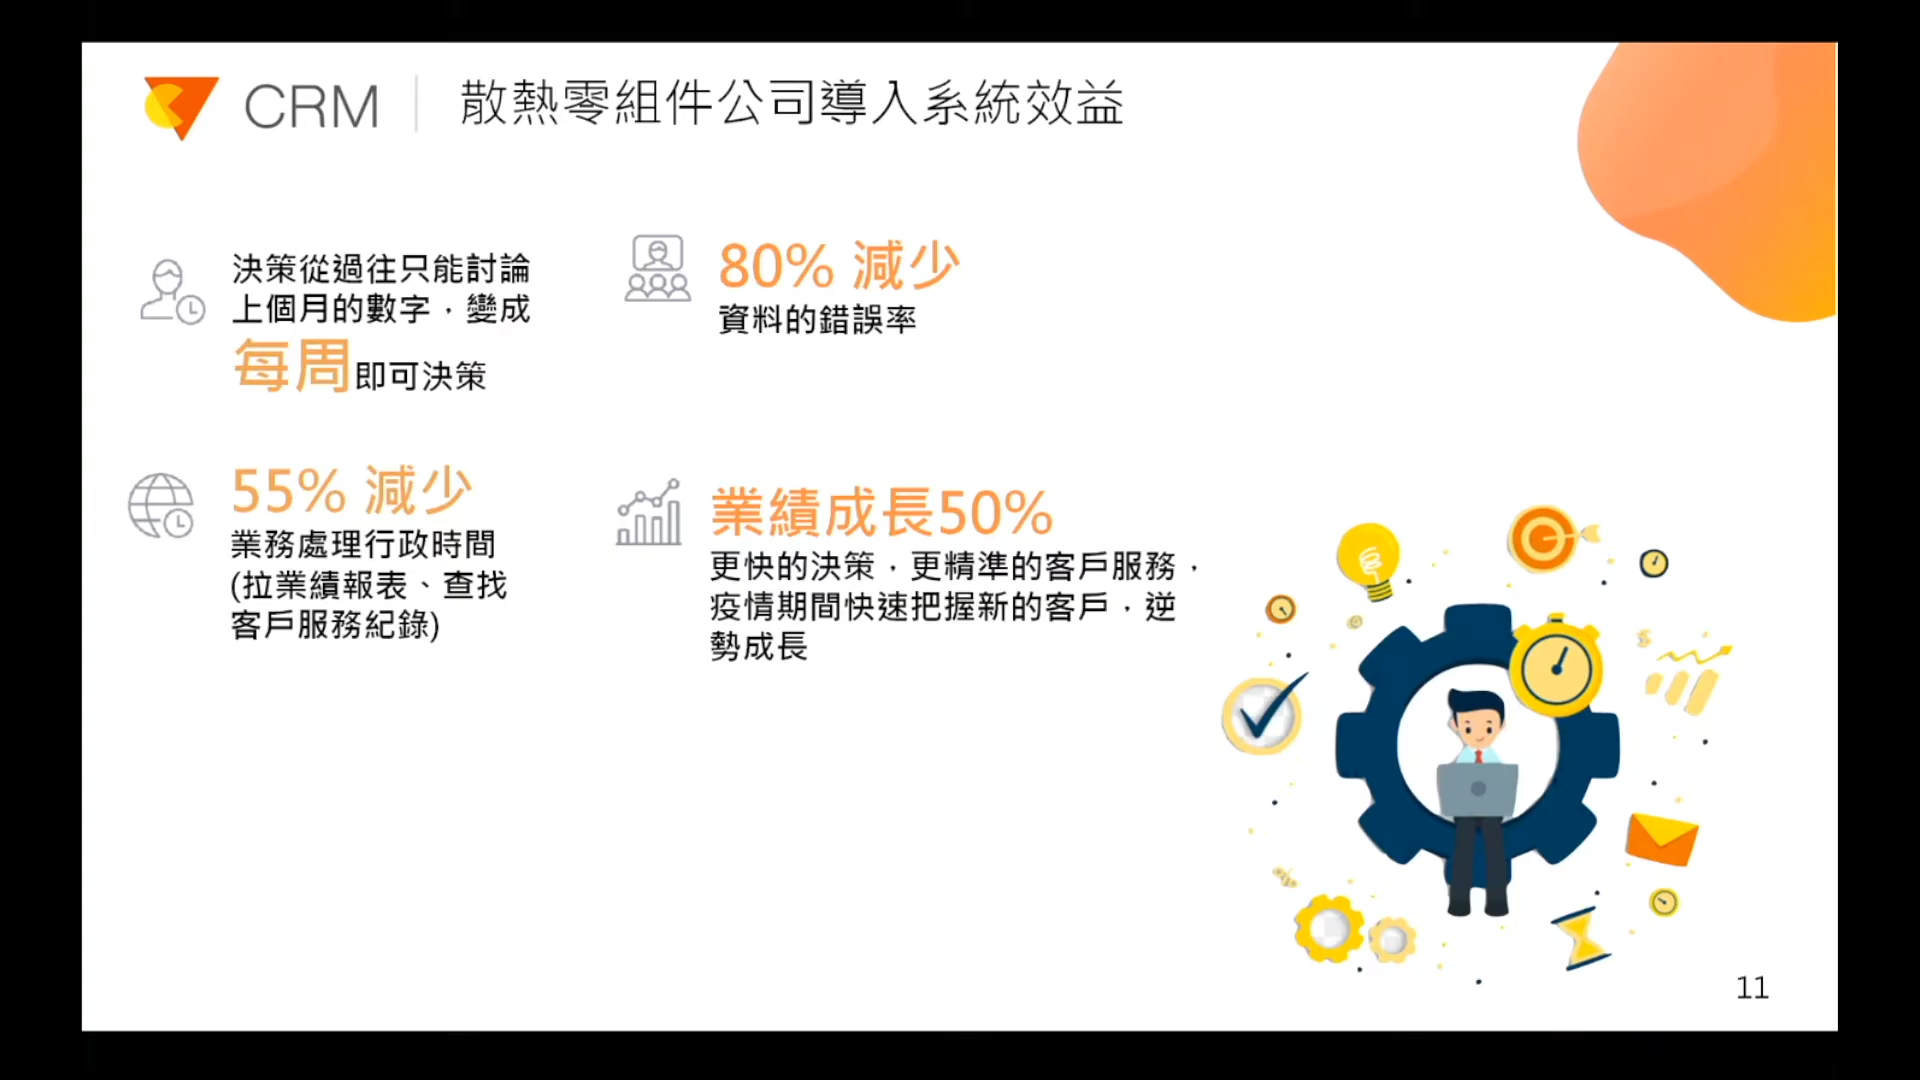 CRM
散熱零組件公司導入系統效益
決策從過往只能討論
上個月的數字，變成
每周即可決策
80% 減少
資料的錯誤率
55% 減少
業務處理行政時間
(拉業績報表、查找
客戶服務紀錄)
業績成長50%
更快的決策，更精準的客戶服務，
疫情期間快速把握新的客戶，逆
勢成長
11